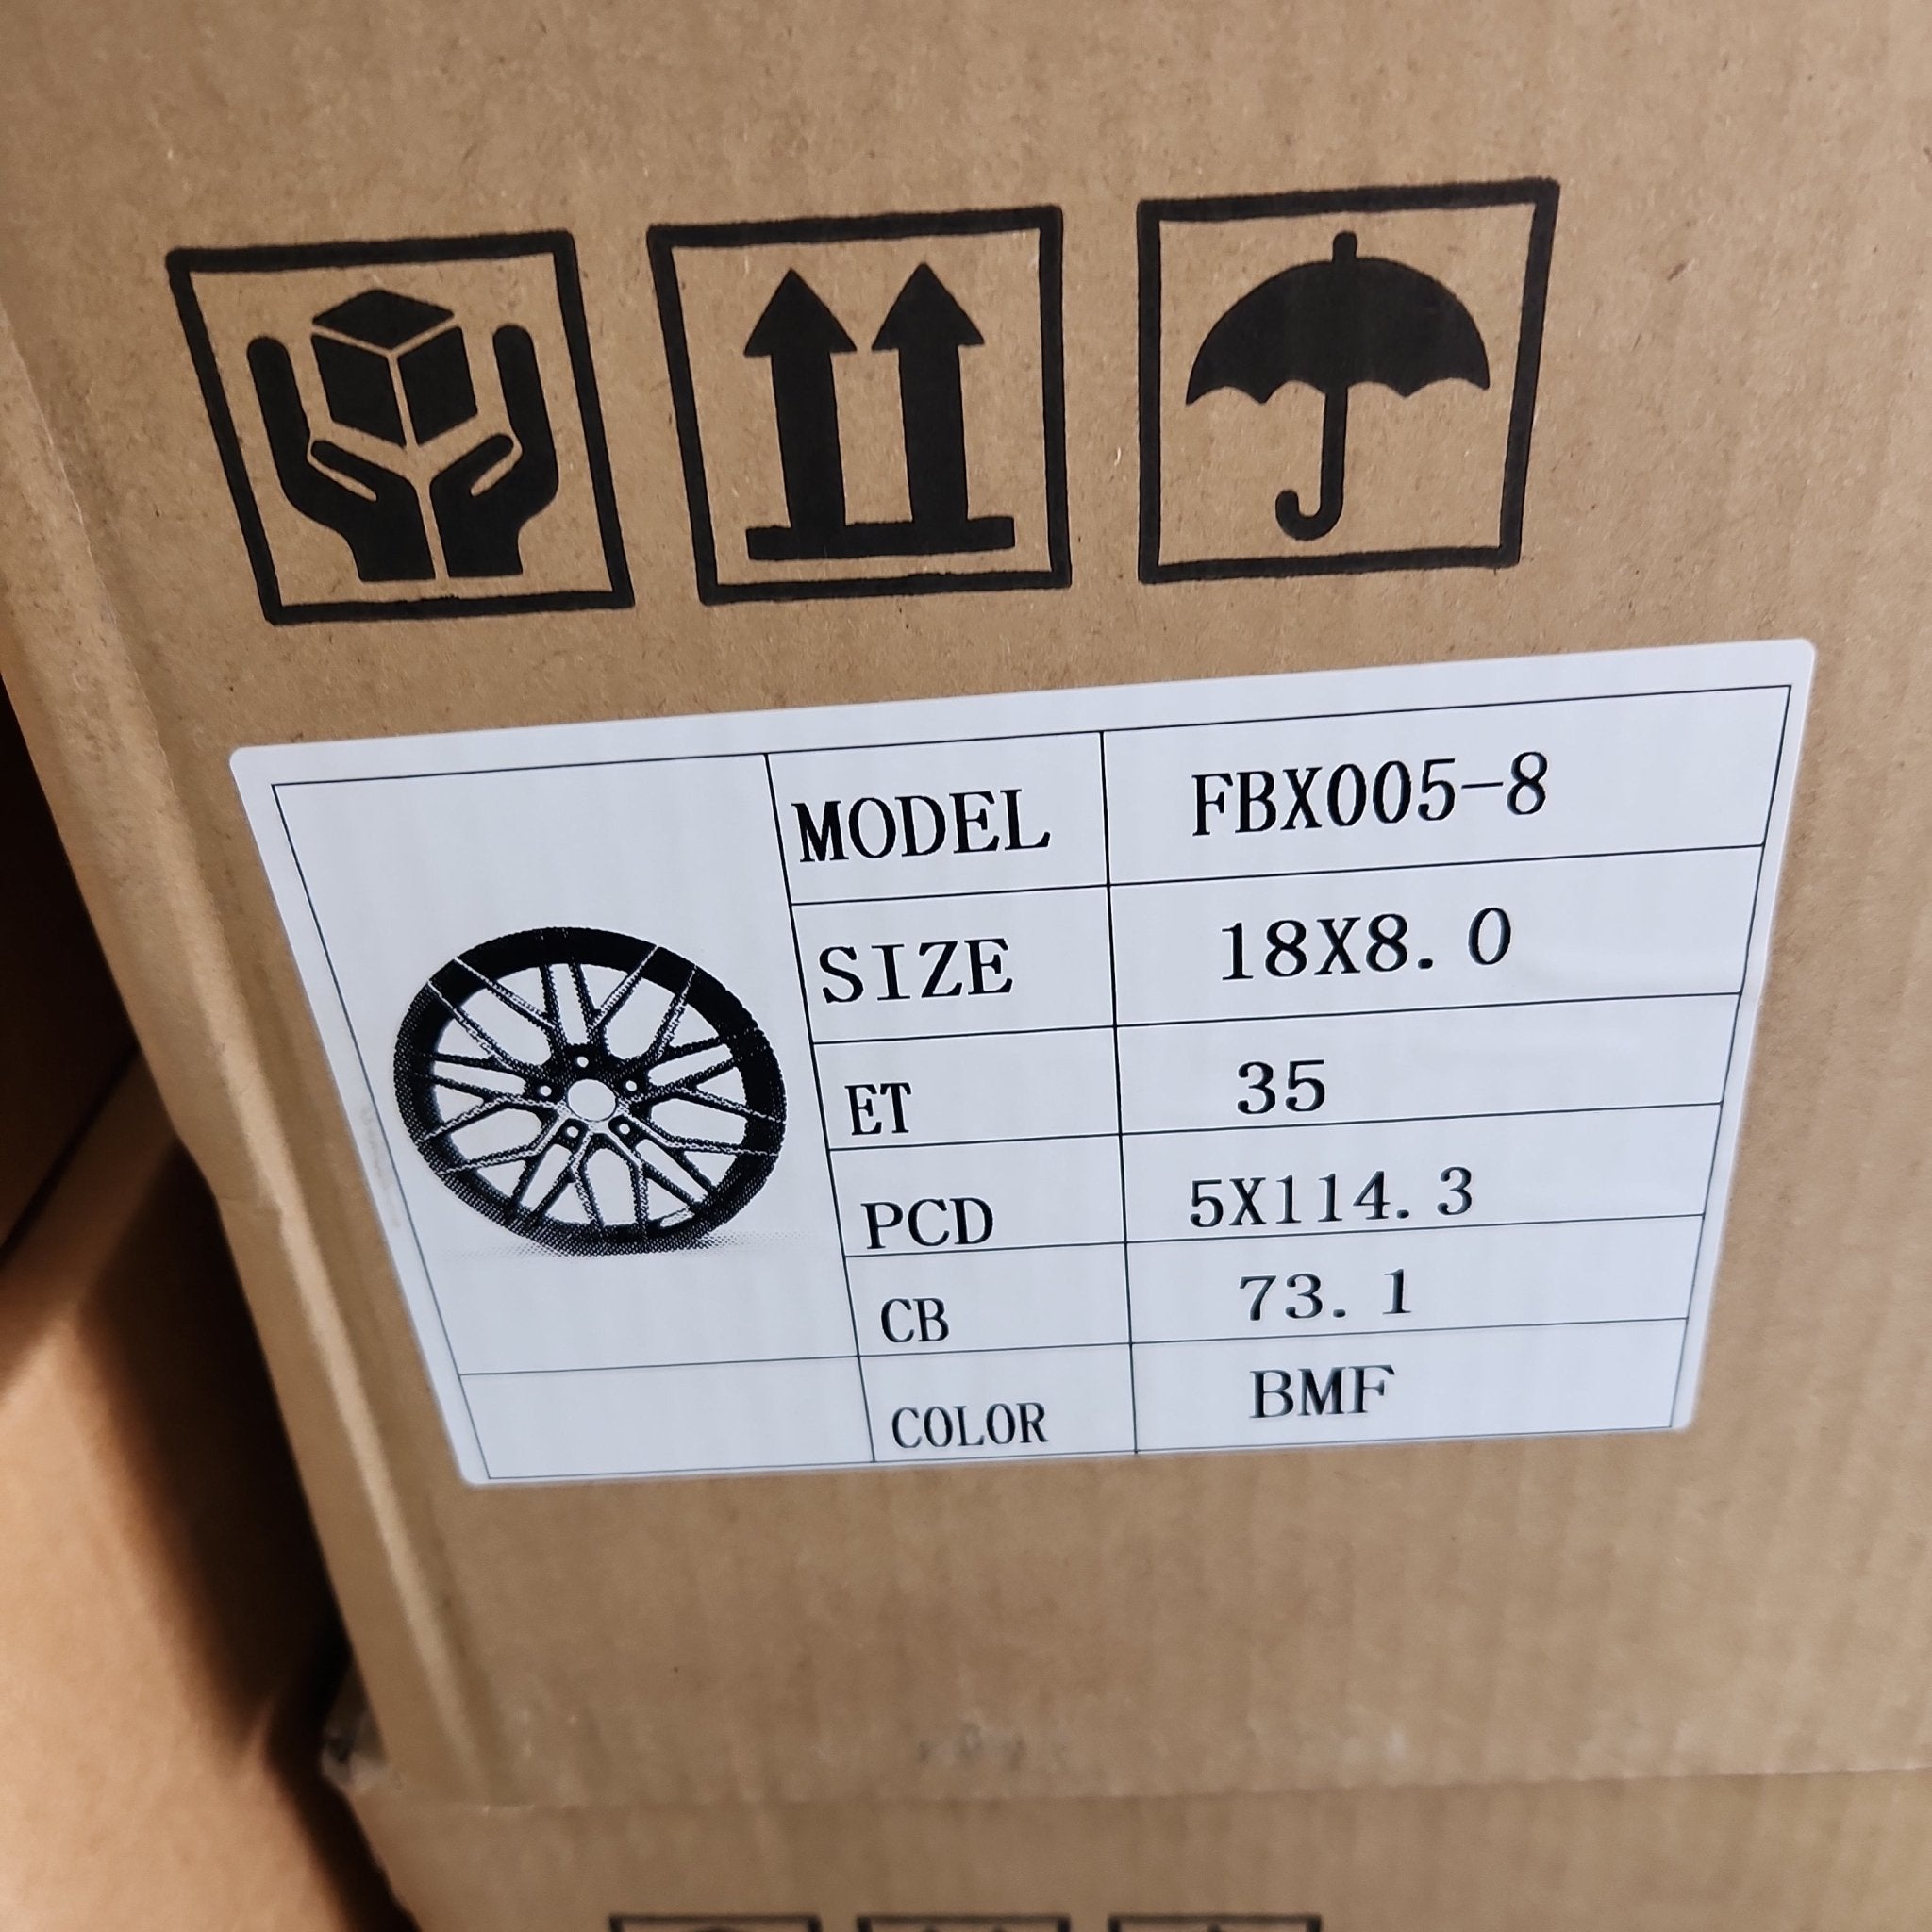 MODEL FBX005-8
SIZE 18X8.0
ET 35
PCD 5X114.3
CB 73.1
COLOR BMF